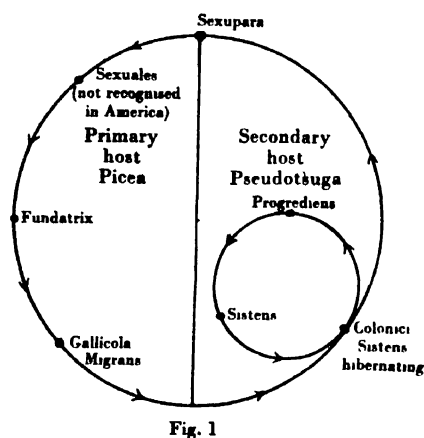 Sexupara
Sexuales
(not recognised
in America)
Primary
host
Picea
Secondary
host
Pseudotsuga
Progrediens
Fundatrix
Sistens
Gallicola
Migrans
Colonici
Sistens
hibernating
Fig. 1